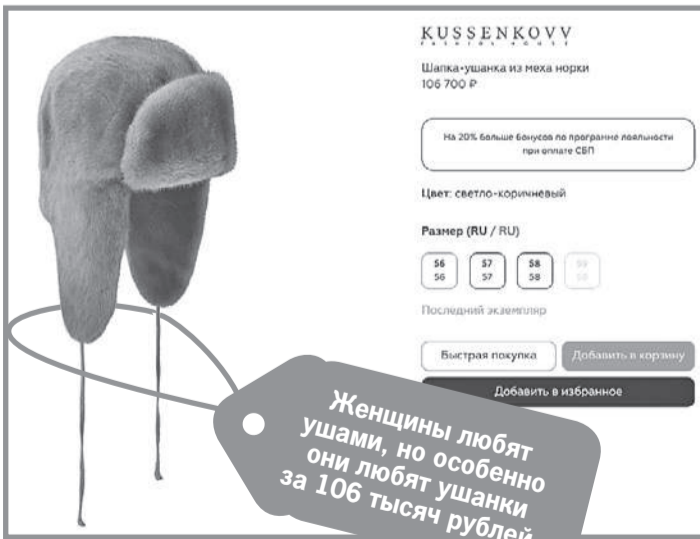 KUSSENKOVV
FASHION HOUSE
Шапка-ушанка из меха норки
106 700 ₽
На 20% больше бонусов по программе лояльности
при оплате СБП
Цвет: светло-коричневый
Размер (RU / RU)
56 57 58
56 57 58
Последний экземпляр
Быстрая покупка Добавить в корзину
Добавить в избранное
Женщины любят
ушами, но особенно
они любят ушанки
за 106 тысяч рублей